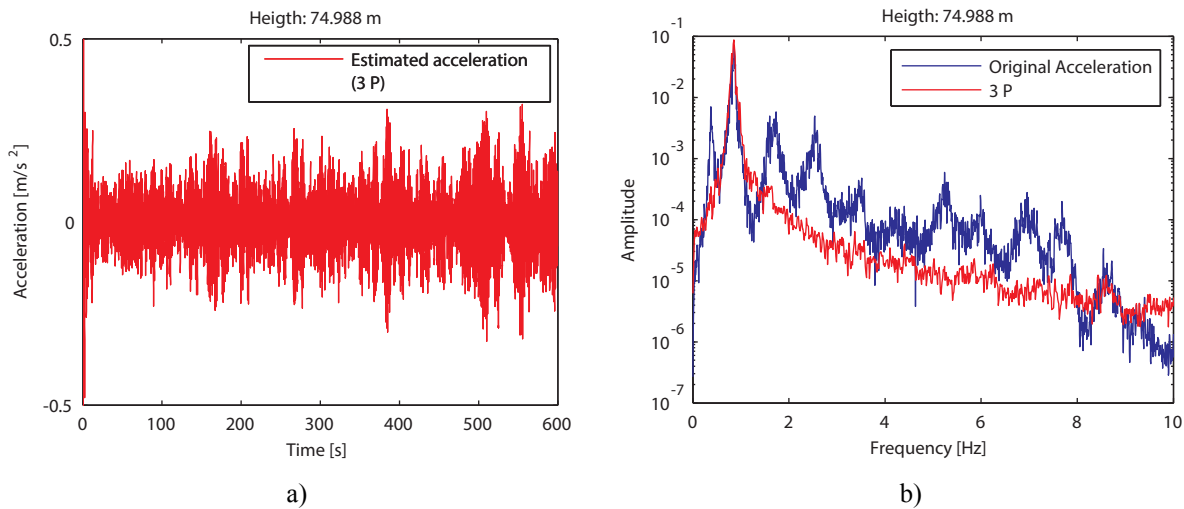 Heigth: 74.988 m
0.5
0
-0.5
Acceleration [m/s 2]
Estimated acceleration
(3 P)
0 100 200 300 400 500 600
Time [s]
a)
Heigth: 74.988 m
10-1
10-2
10-3
10-4
10-5
10-6
10-7
Amplitude
Original Acceleration
3 P
0 2 4 6 8 10
Frequency [Hz]
b)